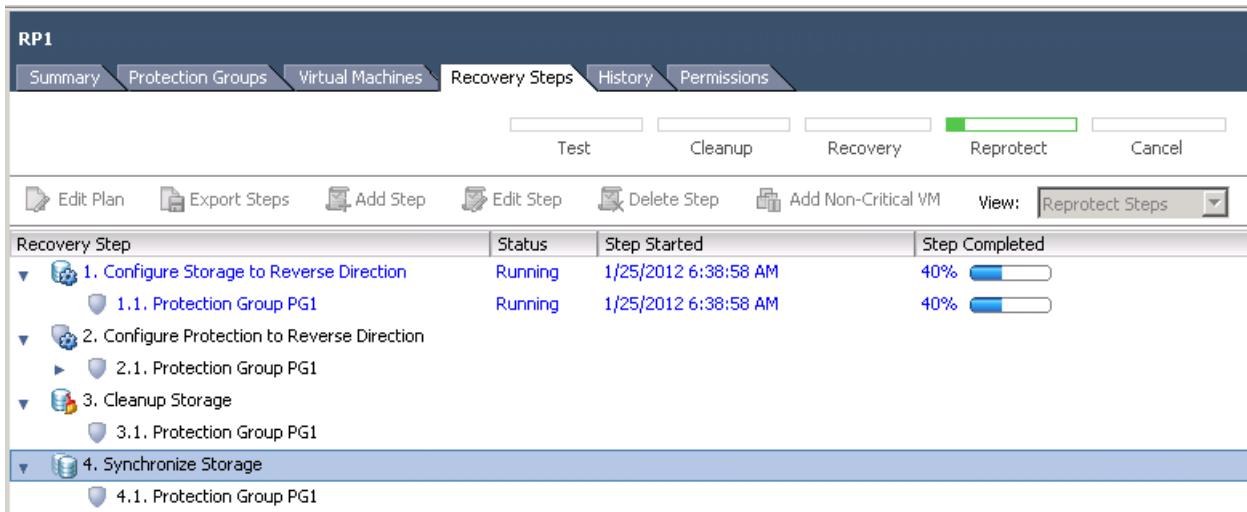 RP1
Summary Protection Groups Virtual Machines Recovery Steps History Permissions
Test Cleanup Recovery Reprotect Cancel
Edit Plan Export Steps Add Step Edit Step Delete Step Add Non-Critical VM View: Reprotect Steps
Recovery Step Status Step Started Step Completed
1. Configure Storage to Reverse Direction Running 1/25/2012 6:38:58 AM 40%
1.1. Protection Group PG1 Running 1/25/2012 6:38:58 AM 40%
2. Configure Protection to Reverse Direction
2.1. Protection Group PG1
3. Cleanup Storage
3.1. Protection Group PG1
4. Synchronize Storage
4.1. Protection Group PG1